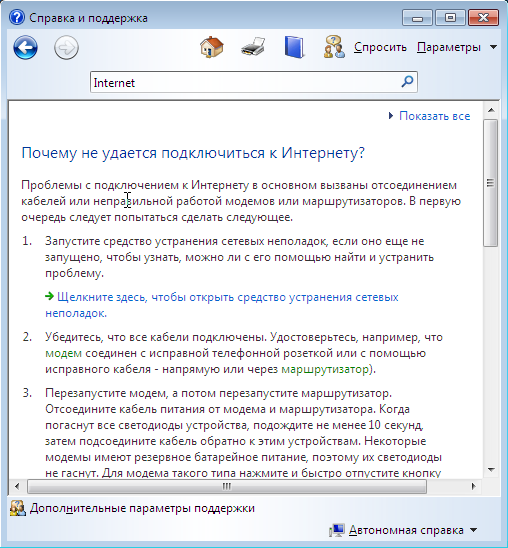 Справка и поддержка
Спросить Параметры
Internet
Показать все
Почему не удается подключиться к Интернету?
Проблемы с подключением к Интернету в основном вызваны отсоединением
кабелей или неправильной работой модемов или маршрутизаторов. В первую
очередь следует попытаться сделать следующее.
1. Запустите средство устранения сетевых неполадок, если оно еще не
запущено, чтобы узнать, можно ли с его помощью найти и устранить
проблему.
Щелкните здесь, чтобы открыть средство устранения сетевых
неполадок.
2. Убедитесь, что все кабели подключены. Удостоверьтесь, например, что
модем соединен с исправной телефонной розеткой или с помощью
исправного кабеля - напрямую или через маршрутизатор).
3. Перезапустите модем, а потом перезапустите маршрутизатор.
Отсоедините кабель питания от модема и маршрутизатора. Когда
погаснут все светодиоды устройства, подождите не менее 10 секунд,
затем подсоедините кабель обратно к этим устройствам. Некоторые
модемы имеют резервное батарейное питание, поэтому их светодиоды
не гаснут. Для модема такого типа нажмите и быстро отпустите кнопку
Дополнительные параметры поддержки
Автономная справка